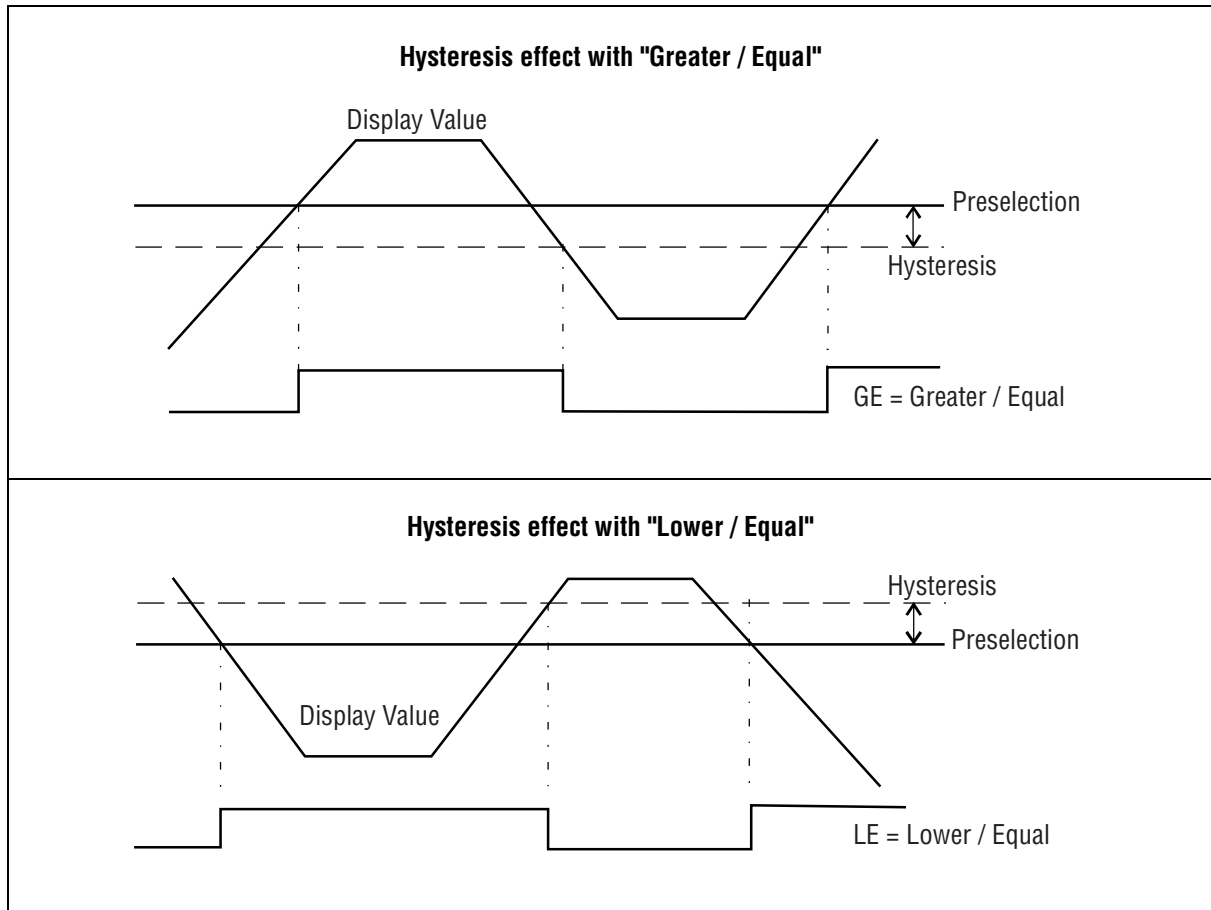 Hysteresis effect with "Greater / Equal"
Display Value
Preselection
Hysteresis
GE = Greater / Equal
Hysteresis effect with "Lower / Equal"
Hysteresis
Preselection
Display Value
LE = Lower / Equal